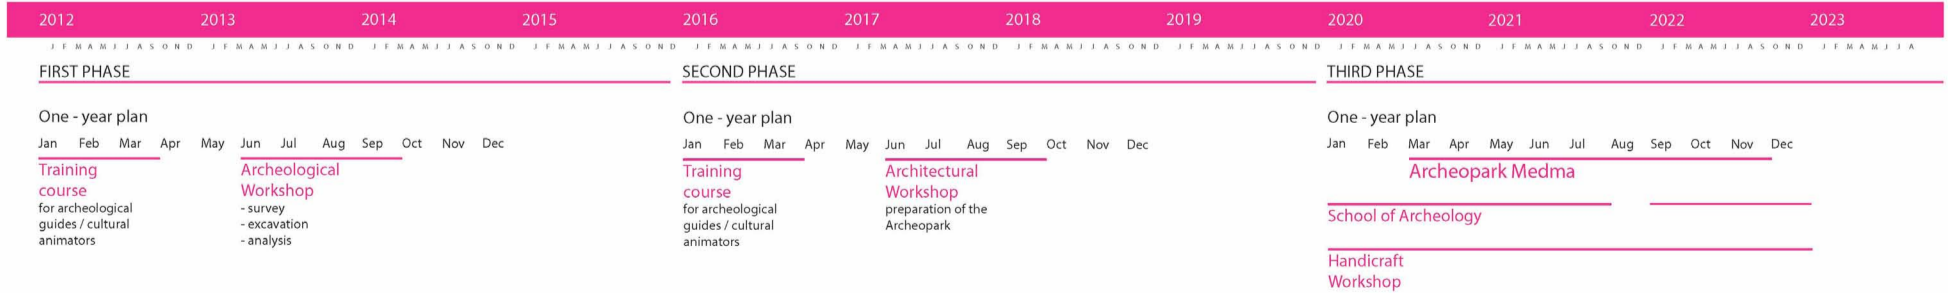 2012 2013 2014 2015 2016 2017 2018 2019 2020 2021 2022 2023
J F M A M J J A S O N D J F M A M J J A S O N D J F M A M J J A S O N D J F M A M J J A S O N D J F M A M J J A S O N D J F M A M J J A S O N D J F M A M J J A S O N D J F M A M J J A S O N D J F M A M J J A S O N D J F M A M J J A S O N D J F M A M J J A S O N D J F M A M J J A
FIRST PHASE
One - year plan
Jan Feb Mar Apr May Jun Jul Aug Sep Oct Nov Dec
Training
course
for archeological
guides / cultural
animators
Archeological
Workshop
- survey
- excavation
- analysis
SECOND PHASE
One - year plan
Jan Feb Mar Apr May Jun Jul Aug Sep Oct Nov Dec
Training
course
for archeological
guides / cultural
animators
Architectural
Workshop
preparation of the
Archeopark
THIRD PHASE
One - year plan
Jan Feb Mar Apr May Jun Jul Aug Sep Oct Nov Dec
Archeopark Medma
School of Archeology
Handicraft
Workshop